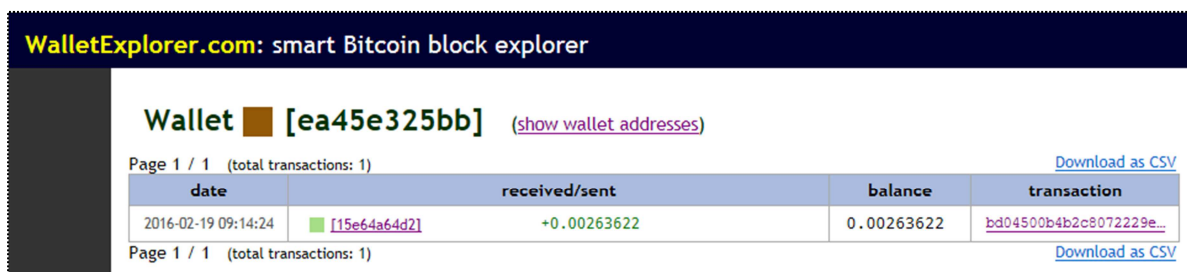 WalletExplorer.com: smart Bitcoin block explorer
Wallet [ea45e325bb] (show wallet addresses)
Page 1 / 1 (total transactions: 1) Download as CSV
date received/sent balance transaction
2016-02-19 09:14:24 [15e64a64d2] +0.00263622 0.00263622 bd04500b4b2c8072229e…
Page 1 / 1 (total transactions: 1) Download as CSV